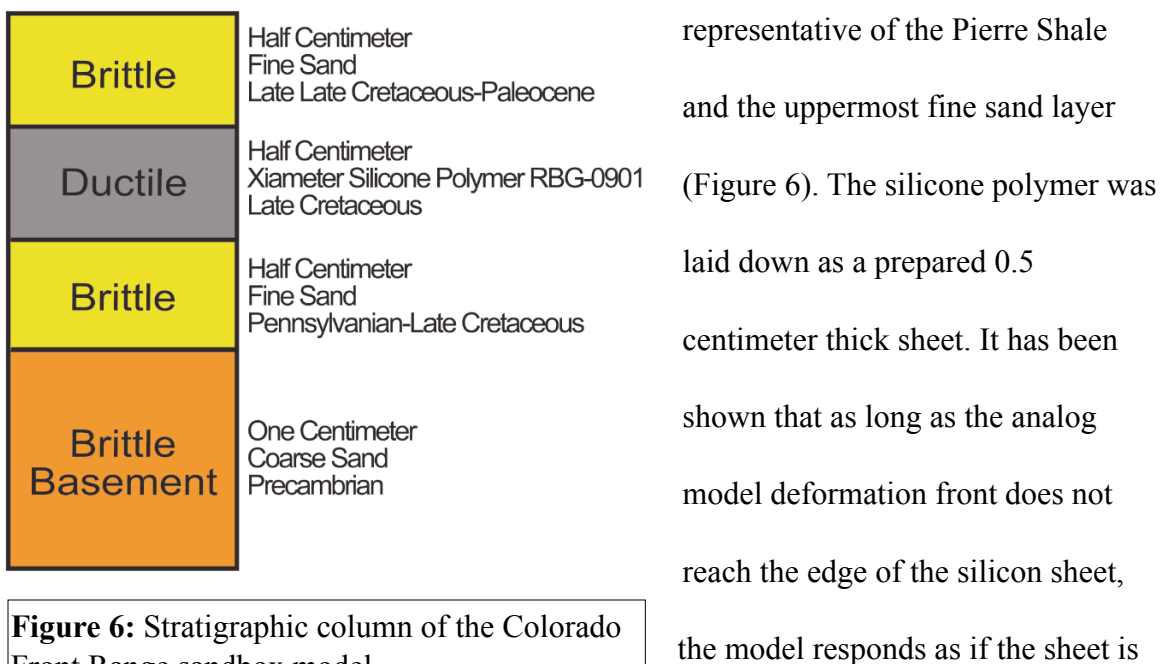 Brittle
Half Centimeter
Fine Sand
Late Late Cretaceous-Paleocene
Ductile
Half Centimeter
Xiameter Silicone Polymer RBG-0901
Late Cretaceous
Brittle
Half Centimeter
Fine Sand
Pennsylvanian-Late Cretaceous
Brittle
Basement
One Centimeter
Coarse Sand
Precambrian
Figure 6: Stratigraphic column of the Colorado
Front Range sandbox model
representative of the Pierre Shale
and the uppermost fine sand layer
(Figure 6). The silicone polymer was
laid down as a prepared 0.5
centimeter thick sheet. It has been
shown that as long as the analog
model deformation front does not
reach the edge of the silicon sheet,
the model responds as if the sheet is